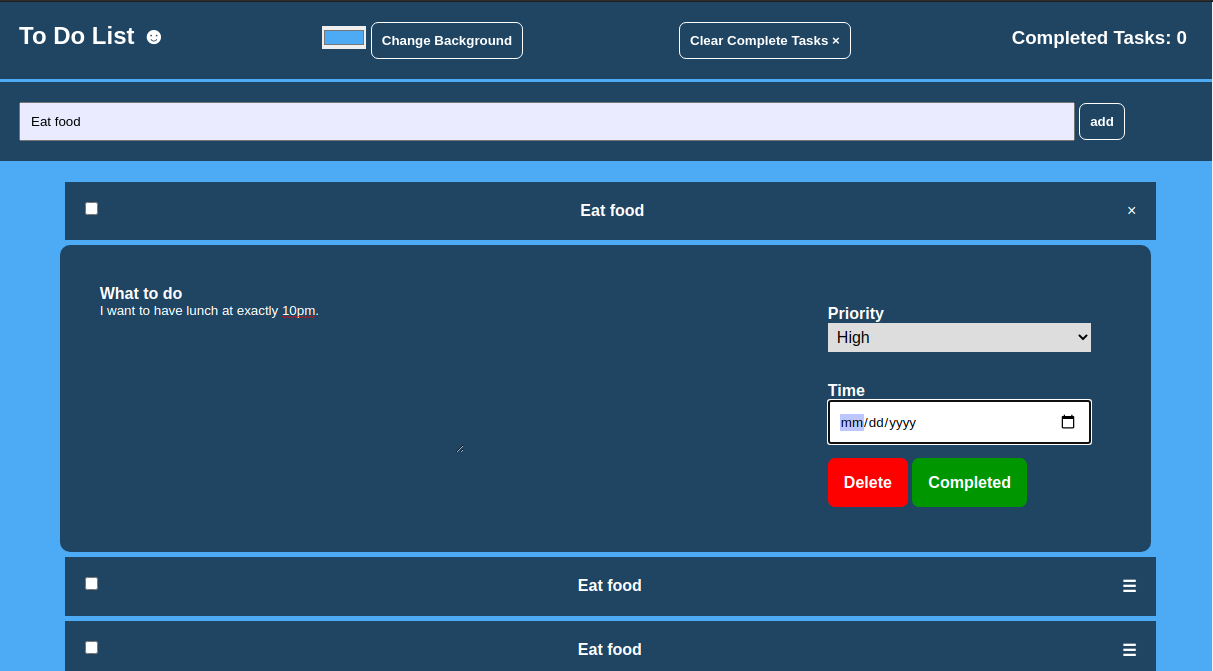 To Do List ☻
Change Background
Clear Complete Tasks ×
Completed Tasks: 0
Eat food
add
Eat food
×
What to do
I want to have lunch at exactly 10pm.
Priority
High
Time
mm/dd/yyyy
Delete
Completed
Eat food
☰
Eat food
☰